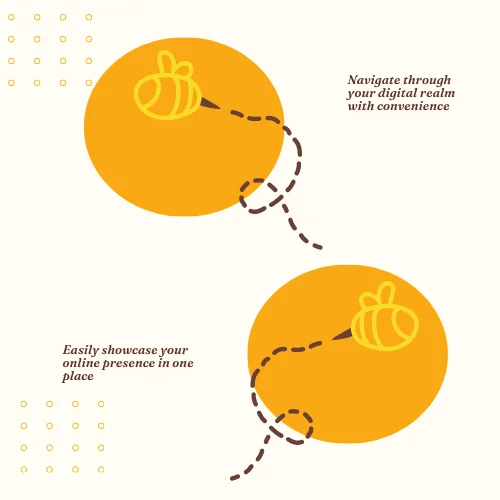 Navigate through
your digital realm
with convenience
Easily showcase your
online presence in one
place